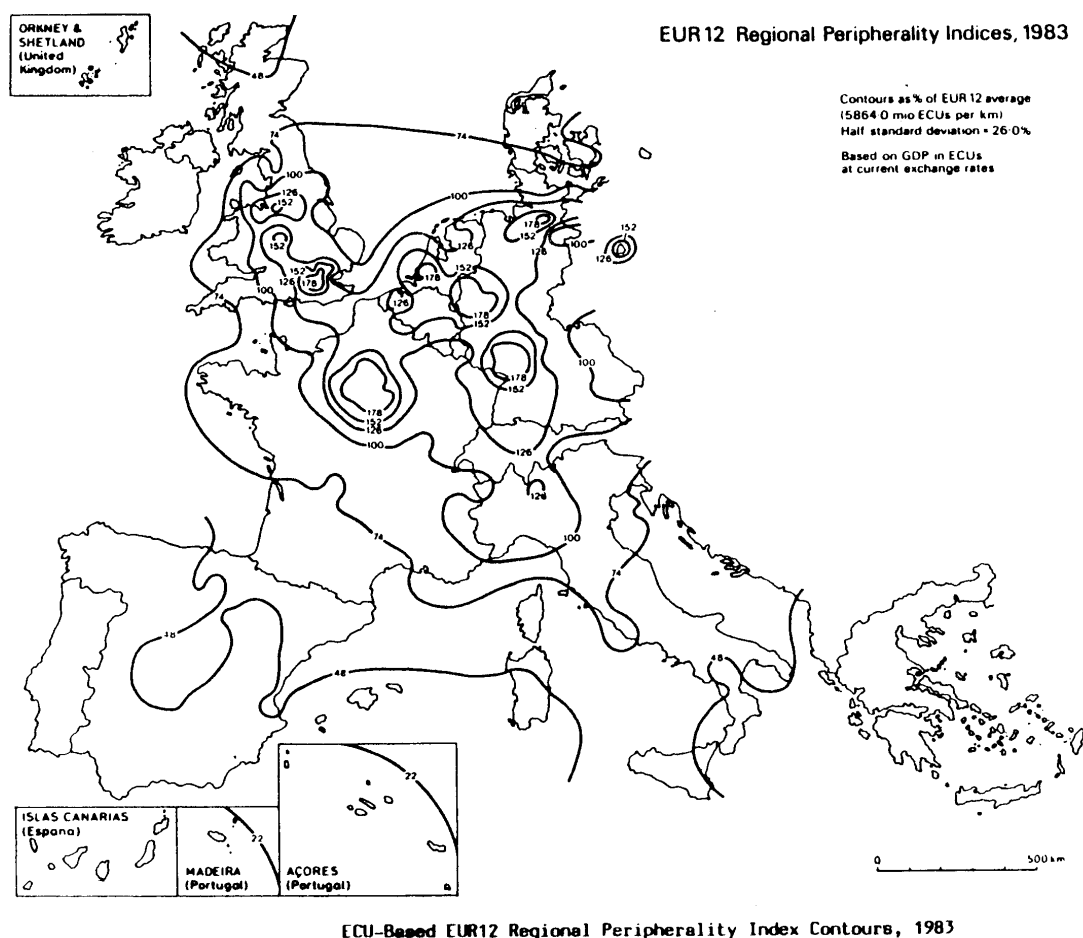 ORKNEY &
SHETLAND
(United
Kingdom)
EUR 12 Regional Peripherality Indices, 1983
Contours as % of EUR 12 average
(5864·0 mio ECUs per km)
Half standard deviation = 26·0%
Based on GDP in ECUs
at current exchange rates
48
74
74
100
126
152
100
178
152
126
100
152
126
152
152
178
126
100
74
126
152
178
126
178
152
100
178
152
178
152
126
100
126
126
100
74
74
48
48
48
22
ISLAS CANARIAS
(Espana)
22
MADEIRA
(Portugal)
AÇORES
(Portugal)
0 500 km
ECU-Based EUR12 Regional Peripherality Index Contours, 1983